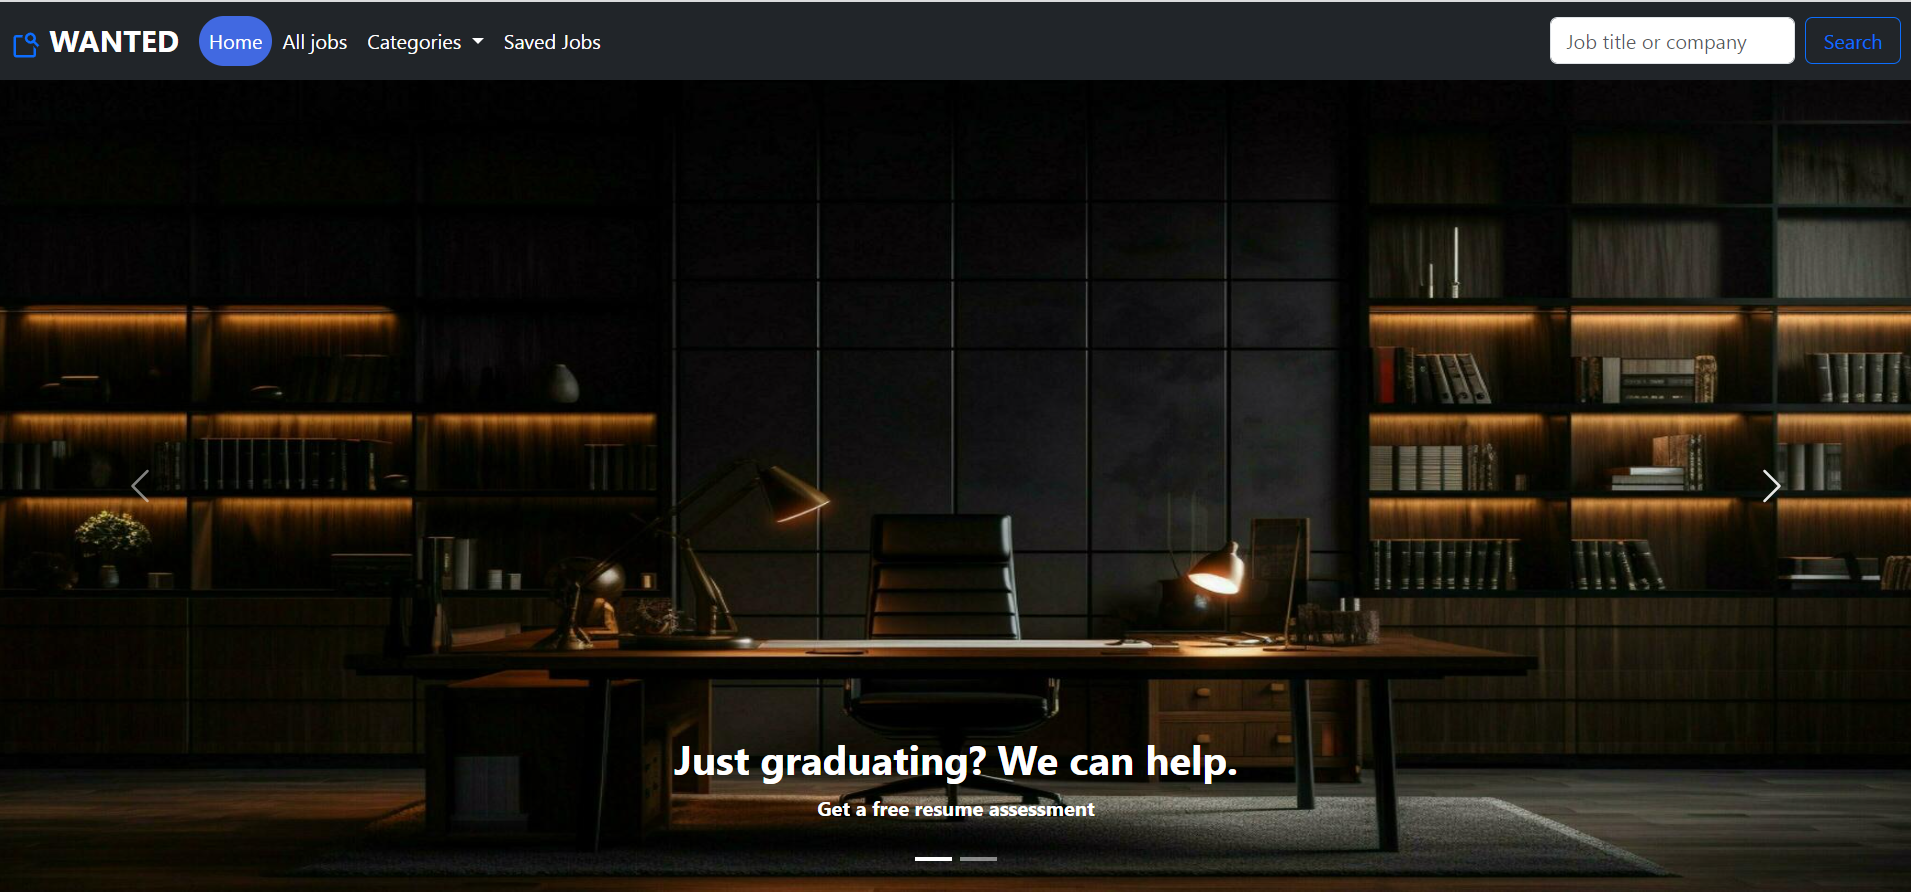 WANTED Home All jobs Categories Saved Jobs Job title or company Search
Just graduating? We can help.
Get a free resume assessment